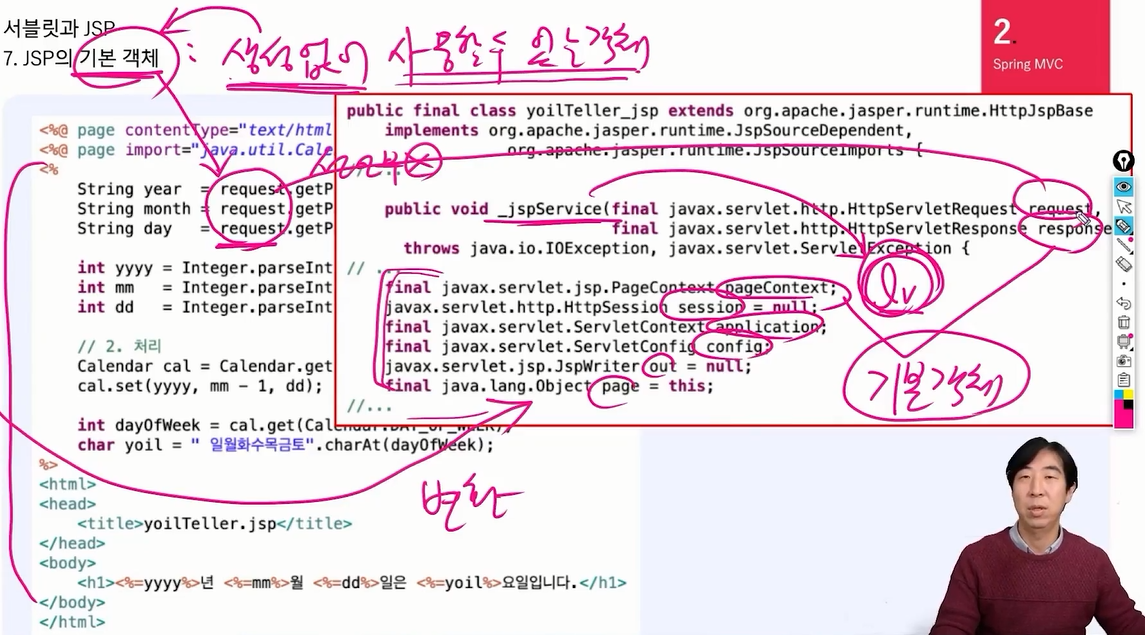 서블릿과 JSP
7. JSP의 기본 객체 : 생성없이 사용할 수 있는 객체
2.
Spring MVC
<%@ page contentType="text/html
<%@ page import="java.util.Cale
<%
String year = request.getP
String month = request.getP
String day = request.getP
int yyyy = Integer.parseInt
int mm = Integer.parseInt
int dd = Integer.parseInt
// 2. 처리
Calendar cal = Calendar.get
cal.set(yyyy, mm - 1, dd);
int dayOfWeek = cal.get(Calendar.DAY_OF_WEEK);
char yoil = " 일월화수목금토".charAt(dayOfWeek);
%>
<html>
<head>
<title>yoilTeller.jsp</title>
</head>
<body>
<h1><%=yyyy%>년 <%=mm%>월 <%=dd%>일은 <%=yoil%>요일입니다.</h1>
</body>
</html>
public final class yoilTeller_jsp extends org.apache.jasper.runtime.HttpJspBase
implements org.apache.jasper.runtime.JspSourceDependent,
org.apache.jasper.runtime.JspSourceImports {
public void _jspService(final javax.servlet.http.HttpServletRequest request,
final javax.servlet.http.HttpServletResponse response
throws java.io.IOException, javax.servlet.ServletException {
// ...
final javax.servlet.jsp.PageContext pageContext;
javax.servlet.http.HttpSession session = null;
final javax.servlet.ServletContext application;
final javax.servlet.ServletConfig config;
javax.servlet.jsp.JspWriter out = null;
final java.lang.Object page = this;
//...
lv
기본객체
변환